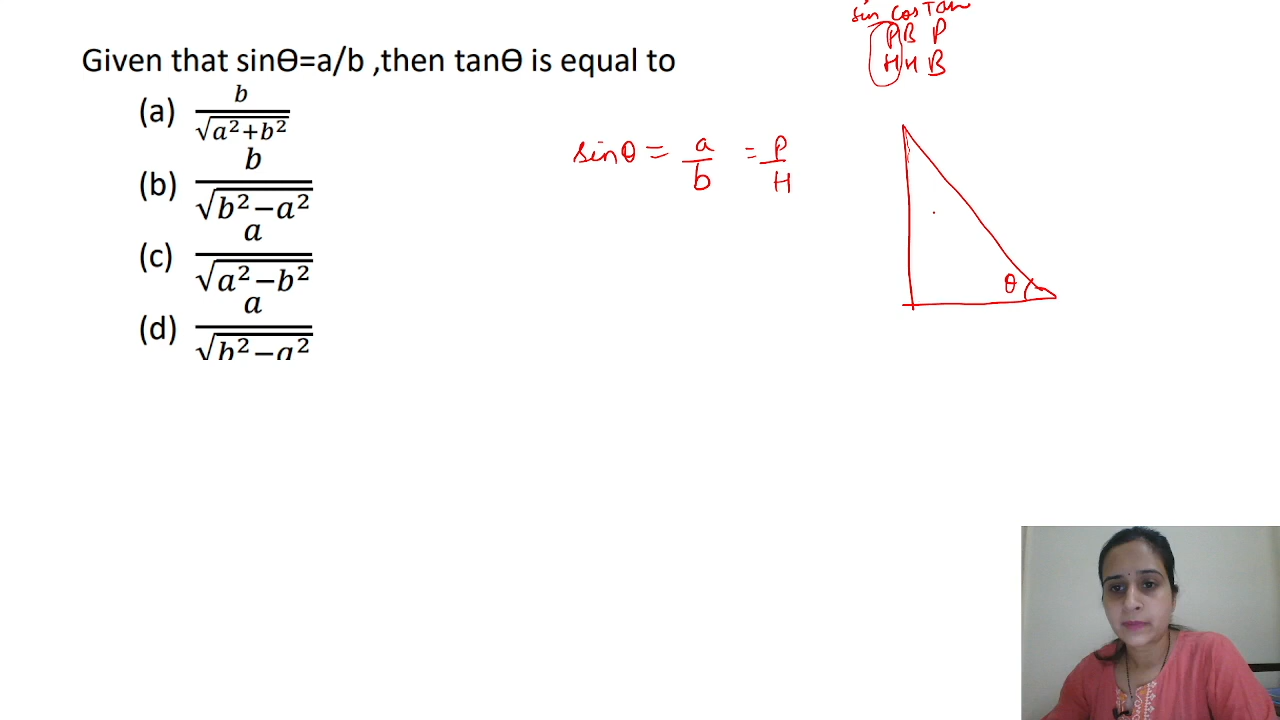 sin cos Tan
P B P
H H B
Given that sinϴ=a/b ,then tanϴ is equal to
(a) b/√(a²+b²)
(b) b/√(b²−a²)
(c) a/√(a²−b²)
(d) a/√(b²−a²)
sinθ = a/b = P/H
θ